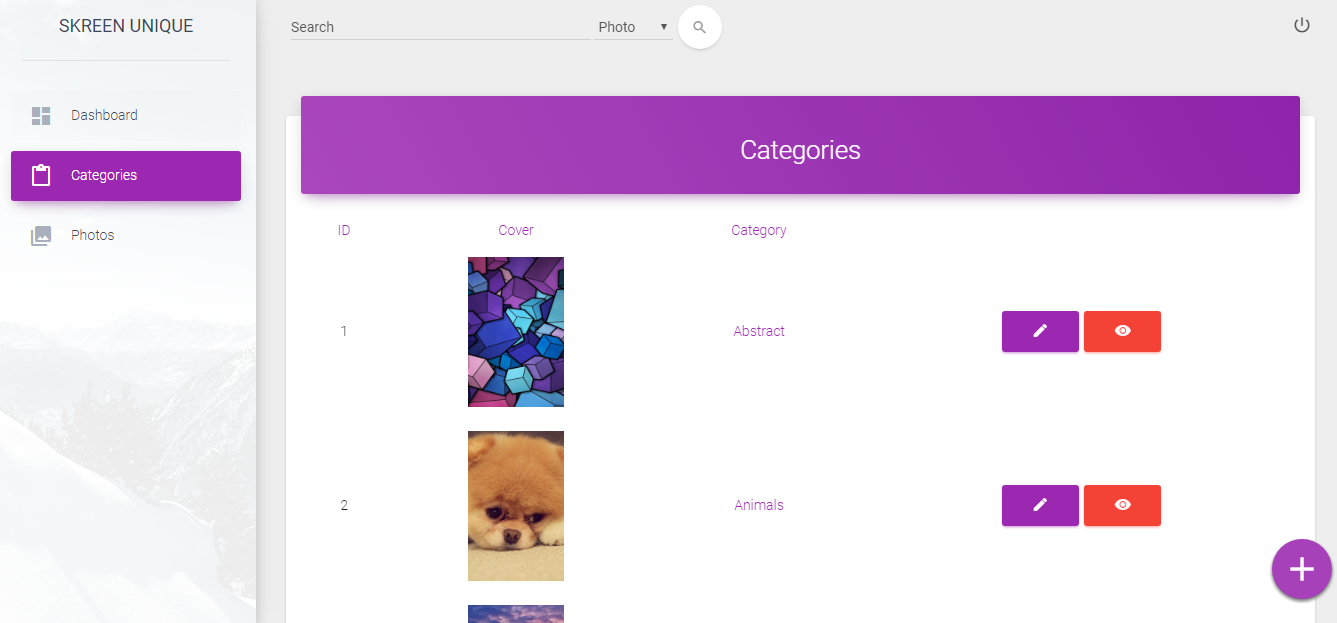 SKREEN UNIQUE
Search
Photo
Dashboard
Categories
Photos
Categories
ID Cover Category
1 Abstract
2 Animals